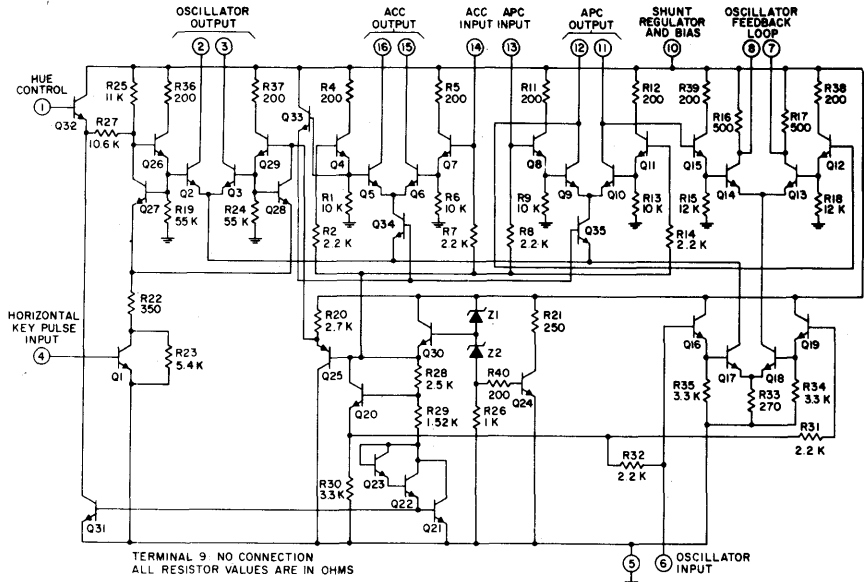 OSCILLATOR OUTPUT
ACC OUTPUT
ACC INPUT
APC INPUT
APC OUTPUT
SHUNT REGULATOR AND BIAS
OSCILLATOR FEEDBACK LOOP
2 3 16 15 14 13 12 11 10 8 7
HUE CONTROL
1
Q32
R25 11 K
R36 200
R37 200
Q33
R4 200
R5 200
R11 200
R12 200
R39 200
R16 500
R17 500
R38 200
R27 10.6 K
Q26
Q29
Q4
Q7
Q8
Q11
Q15
Q12
Q27
Q2
Q3
Q28
Q5
Q6
Q9
Q10
Q14
Q13
R19 55 K
R24 55 K
R1 10 K
R6 10 K
R9 10 K
R13 10 K
R15 12 K
R18 12 K
R2 2.2 K
Q34
R7 2.2 K
R8 2.2 K
Q35
R14 2.2 K
R22 350
HORIZONTAL KEY PULSE INPUT
4
Q1
R23 5.4 K
R20 2.7 K
Q25
Q30
Z1
Z2
R21 250
Q16
Q19
R28 2.5 K
R40 200
Q24
Q17
Q18
Q20
R29 1.52 K
R26 1 K
R35 3.3 K
R33 270
R34 3.3 K
R31 2.2 K
R32 2.2 K
Q23
Q22
Q21
R30 3.3 K
Q31
TERMINAL 9 NO CONNECTION
ALL RESISTOR VALUES ARE IN OHMS
5
6 OSCILLATOR INPUT